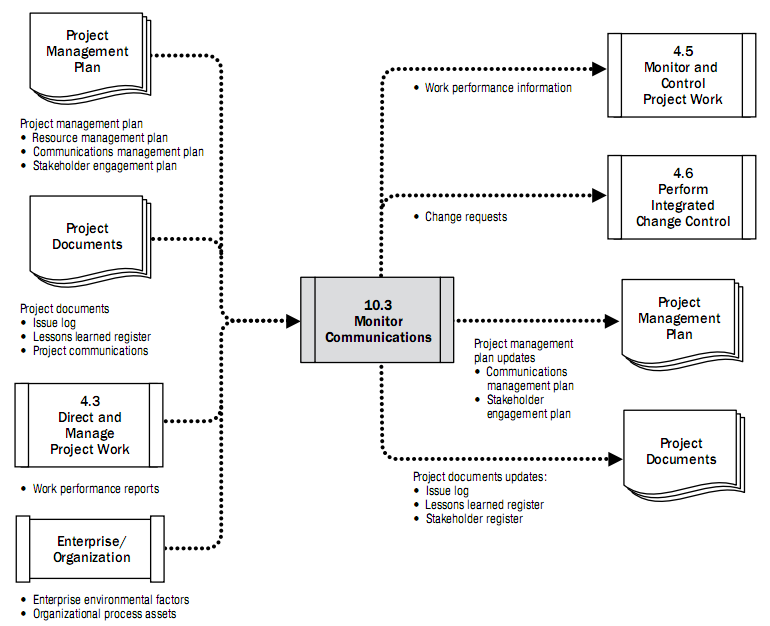 Project
Management
Plan
Project management plan
• Resource management plan
• Communications management plan
• Stakeholder engagement plan
Project
Documents
Project documents
• Issue log
• Lessons learned register
• Project communications
4.3
Direct and
Manage
Project Work
• Work performance reports
Enterprise/
Organization
• Enterprise environmental factors
• Organizational process assets
10.3
Monitor
Communications
• Work performance information
4.5
Monitor and
Control
Project Work
• Change requests
4.6
Perform
Integrated
Change Control
Project management
plan updates
• Communications
management plan
• Stakeholder
engagement plan
Project
Management
Plan
Project documents updates:
• Issue log
• Lessons learned register
• Stakeholder register
Project
Documents